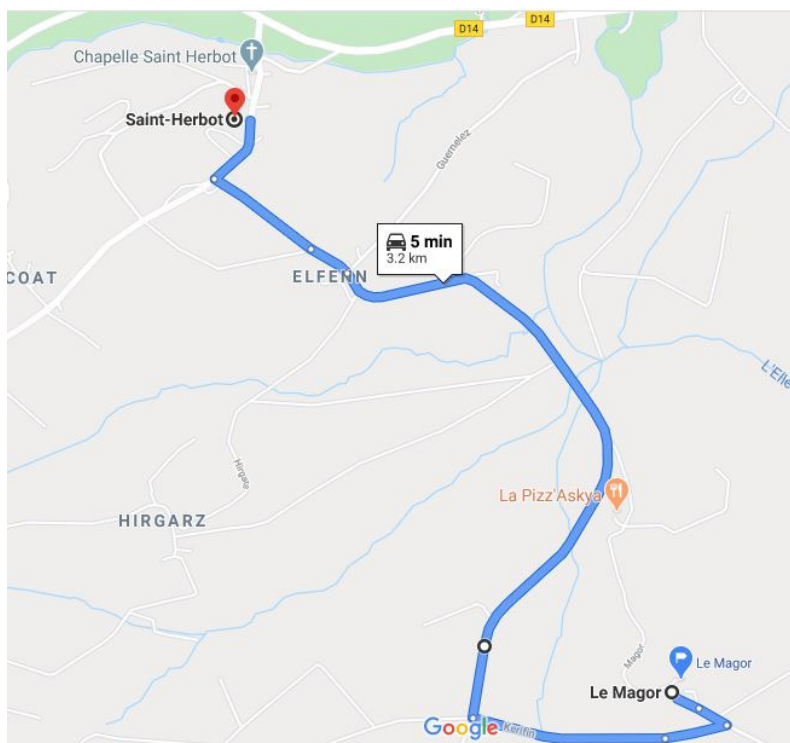 D14
D14
Chapelle Saint Herbot
Saint-Herbot
Guernelez
5 min
3.2 km
COAT
ELFENN
L'Elle
Hirgarz
La Pizz'Askya
HIRGARZ
Magor
Le Magor
Le Magor
Google
Kerifin